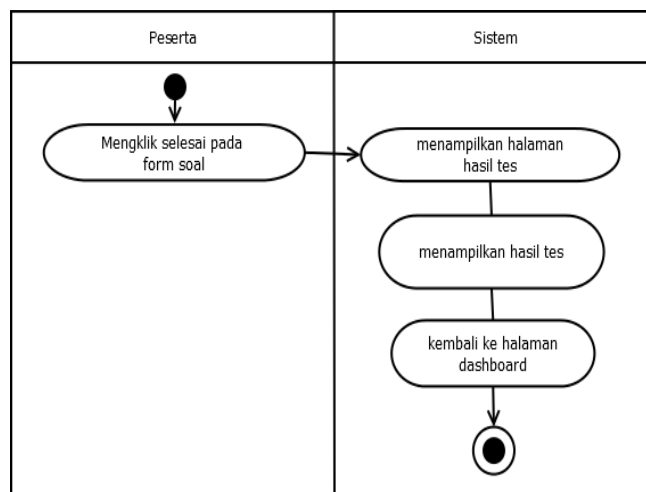 Peserta
Sistem
Mengklik selesai pada
form soal
menampilkan halaman
hasil tes
menampilkan hasil tes
kembali ke halaman
dashboard